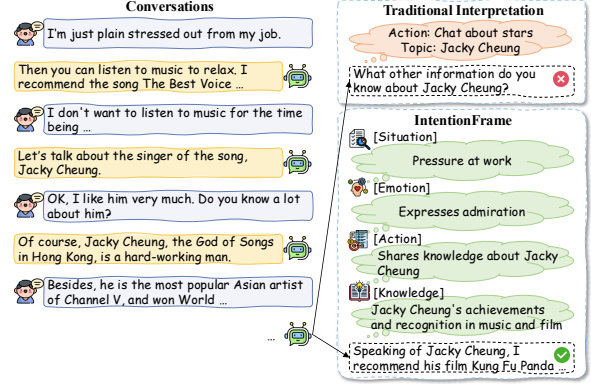 Conversations
I'm just plain stressed out from my job.
Then you can listen to music to relax. I
recommend the song The Best Voice ...
I don't want to listen to music for the time
being ...
Let's talk about the singer of the song,
Jacky Cheung.
OK, I like him very much. Do you know a lot
about him?
Of course, Jacky Cheung, the God of Songs
in Hong Kong, is a hard-working man.
Besides, he is the most popular Asian artist
of Channel V, and won World ...
...
Traditional Interpretation
Action: Chat about stars
Topic: Jacky Cheung
What other information do you
know about Jacky Cheung?
IntentionFrame
[Situation]
Pressure at work
[Emotion]
Expresses admiration
[Action]
Shares knowledge about Jacky
Cheung
[Knowledge]
Jacky Cheung's achievements
and recognition in music and film
Speaking of Jacky Cheung, I
recommend his film Kung Fu Panda ...